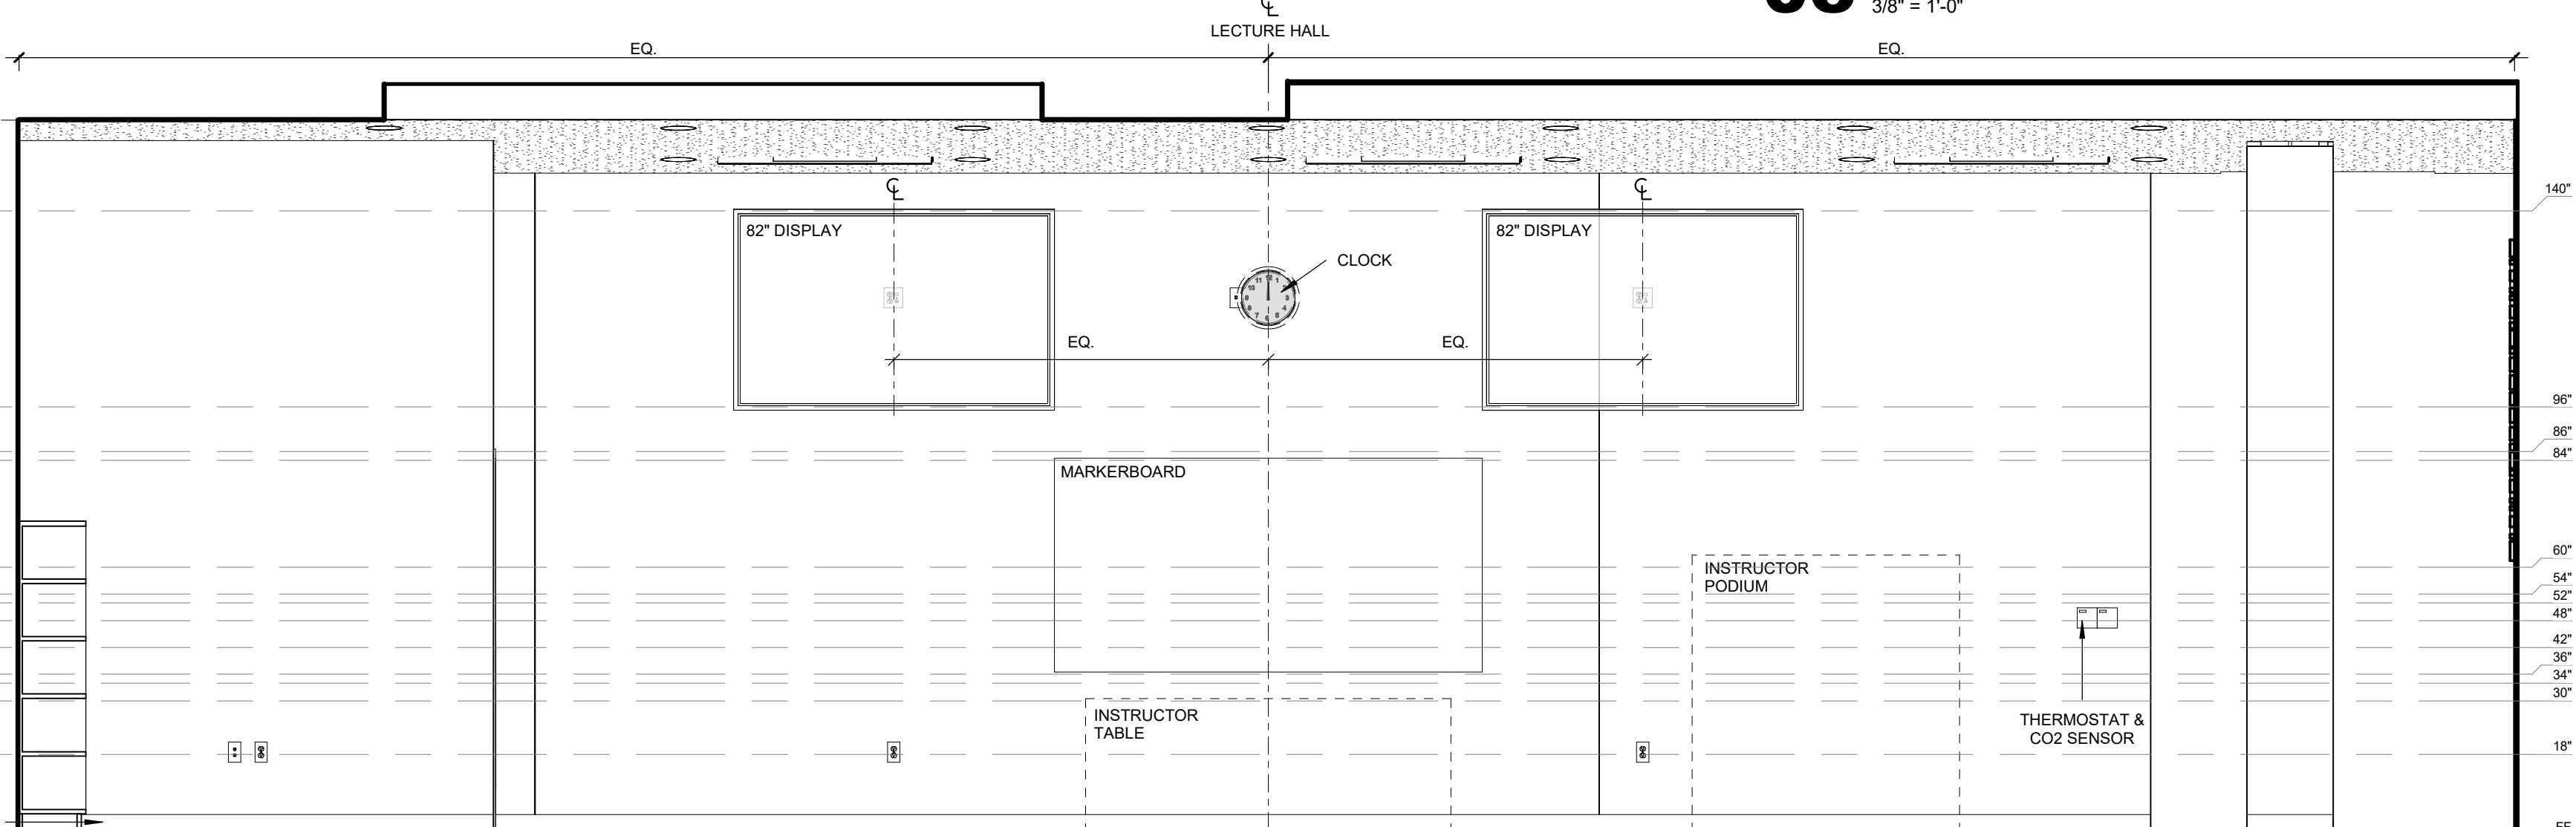 3/8" = 1'-0"
LECTURE HALL
EQ.
EQ.
140"
82" DISPLAY
82" DISPLAY
CLOCK
EQ.
EQ.
96"
86"
84"
MARKERBOARD
60"
INSTRUCTOR
PODIUM
54"
52"
48"
42"
36"
34"
30"
INSTRUCTOR
TABLE
THERMOSTAT &
CO2 SENSOR
18"